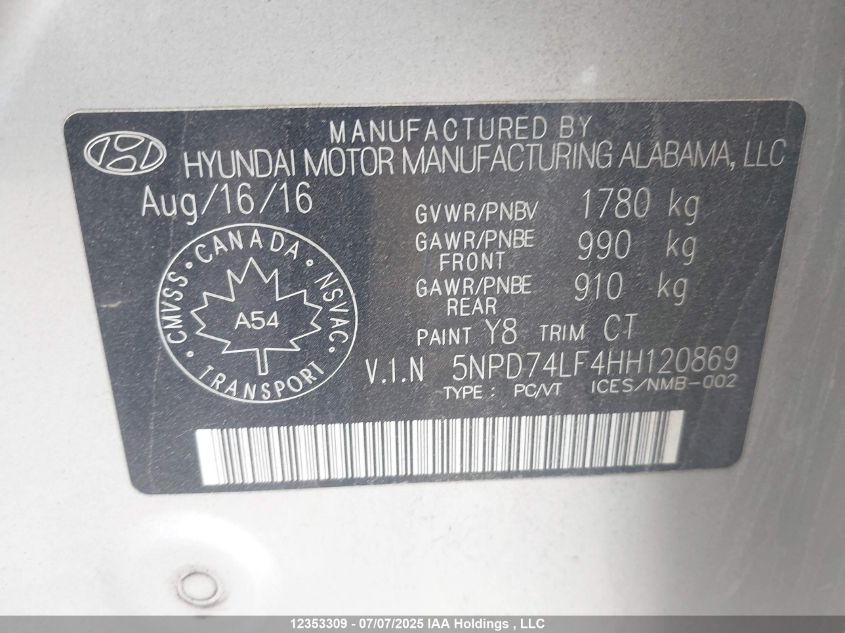 MANUFACTURED BY
HYUNDAI MOTOR MANUFACTURING ALABAMA, LLC
Aug/16/16
GVWR/PNBV 1780 kg
GAWR/PNBE FRONT 990 kg
GAWR/PNBE REAR 910 kg
PAINT Y8 TRIM CT
V.I.N 5NPD74LF4HH120869
TYPE : PC/VT ICES/NMB-002
CMVSS · CANADA · NSVAC
A54
TRANSPORT
12353309 - 07/07/2025 IAA Holdings , LLC